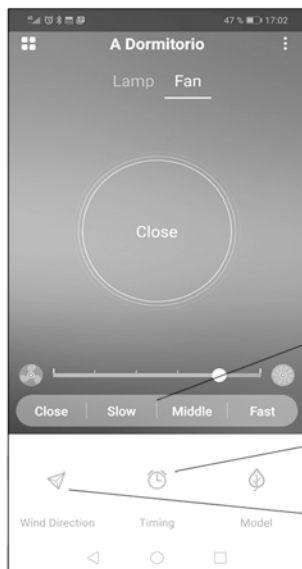 47 % 17:02
A Dormitorio
Lamp Fan
Close
Close Slow Middle Fast
Wind Direction Timing Model